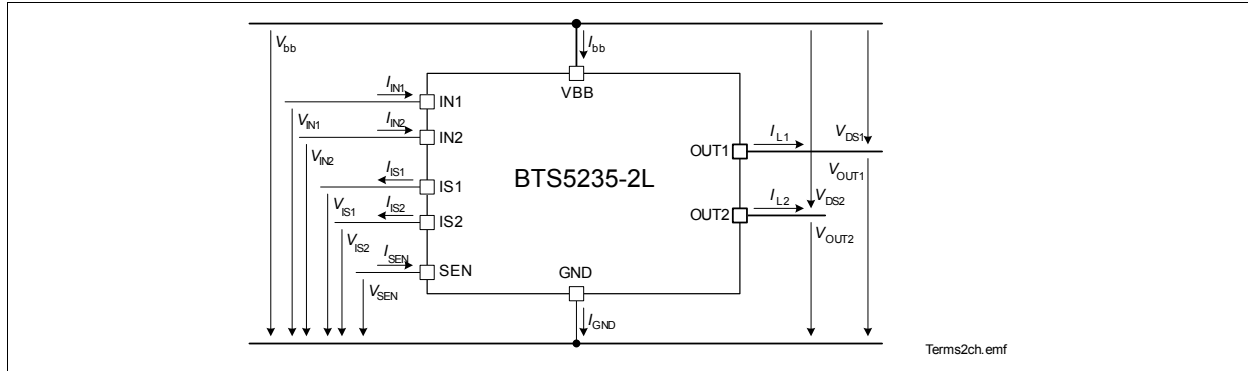 Vbb
Ibb
VBB
IIN1
IN1
VIN1
IIN2
IN2
VIN2
IL1
VDS1
OUT1
VOUT1
BTS5235-2L
IIS1
IS1
VIS1
IIS2
IS2
VIS2
IL2
VDS2
OUT2
VOUT2
ISEN
SEN
VSEN
GND
IGND
Terms2ch.emf